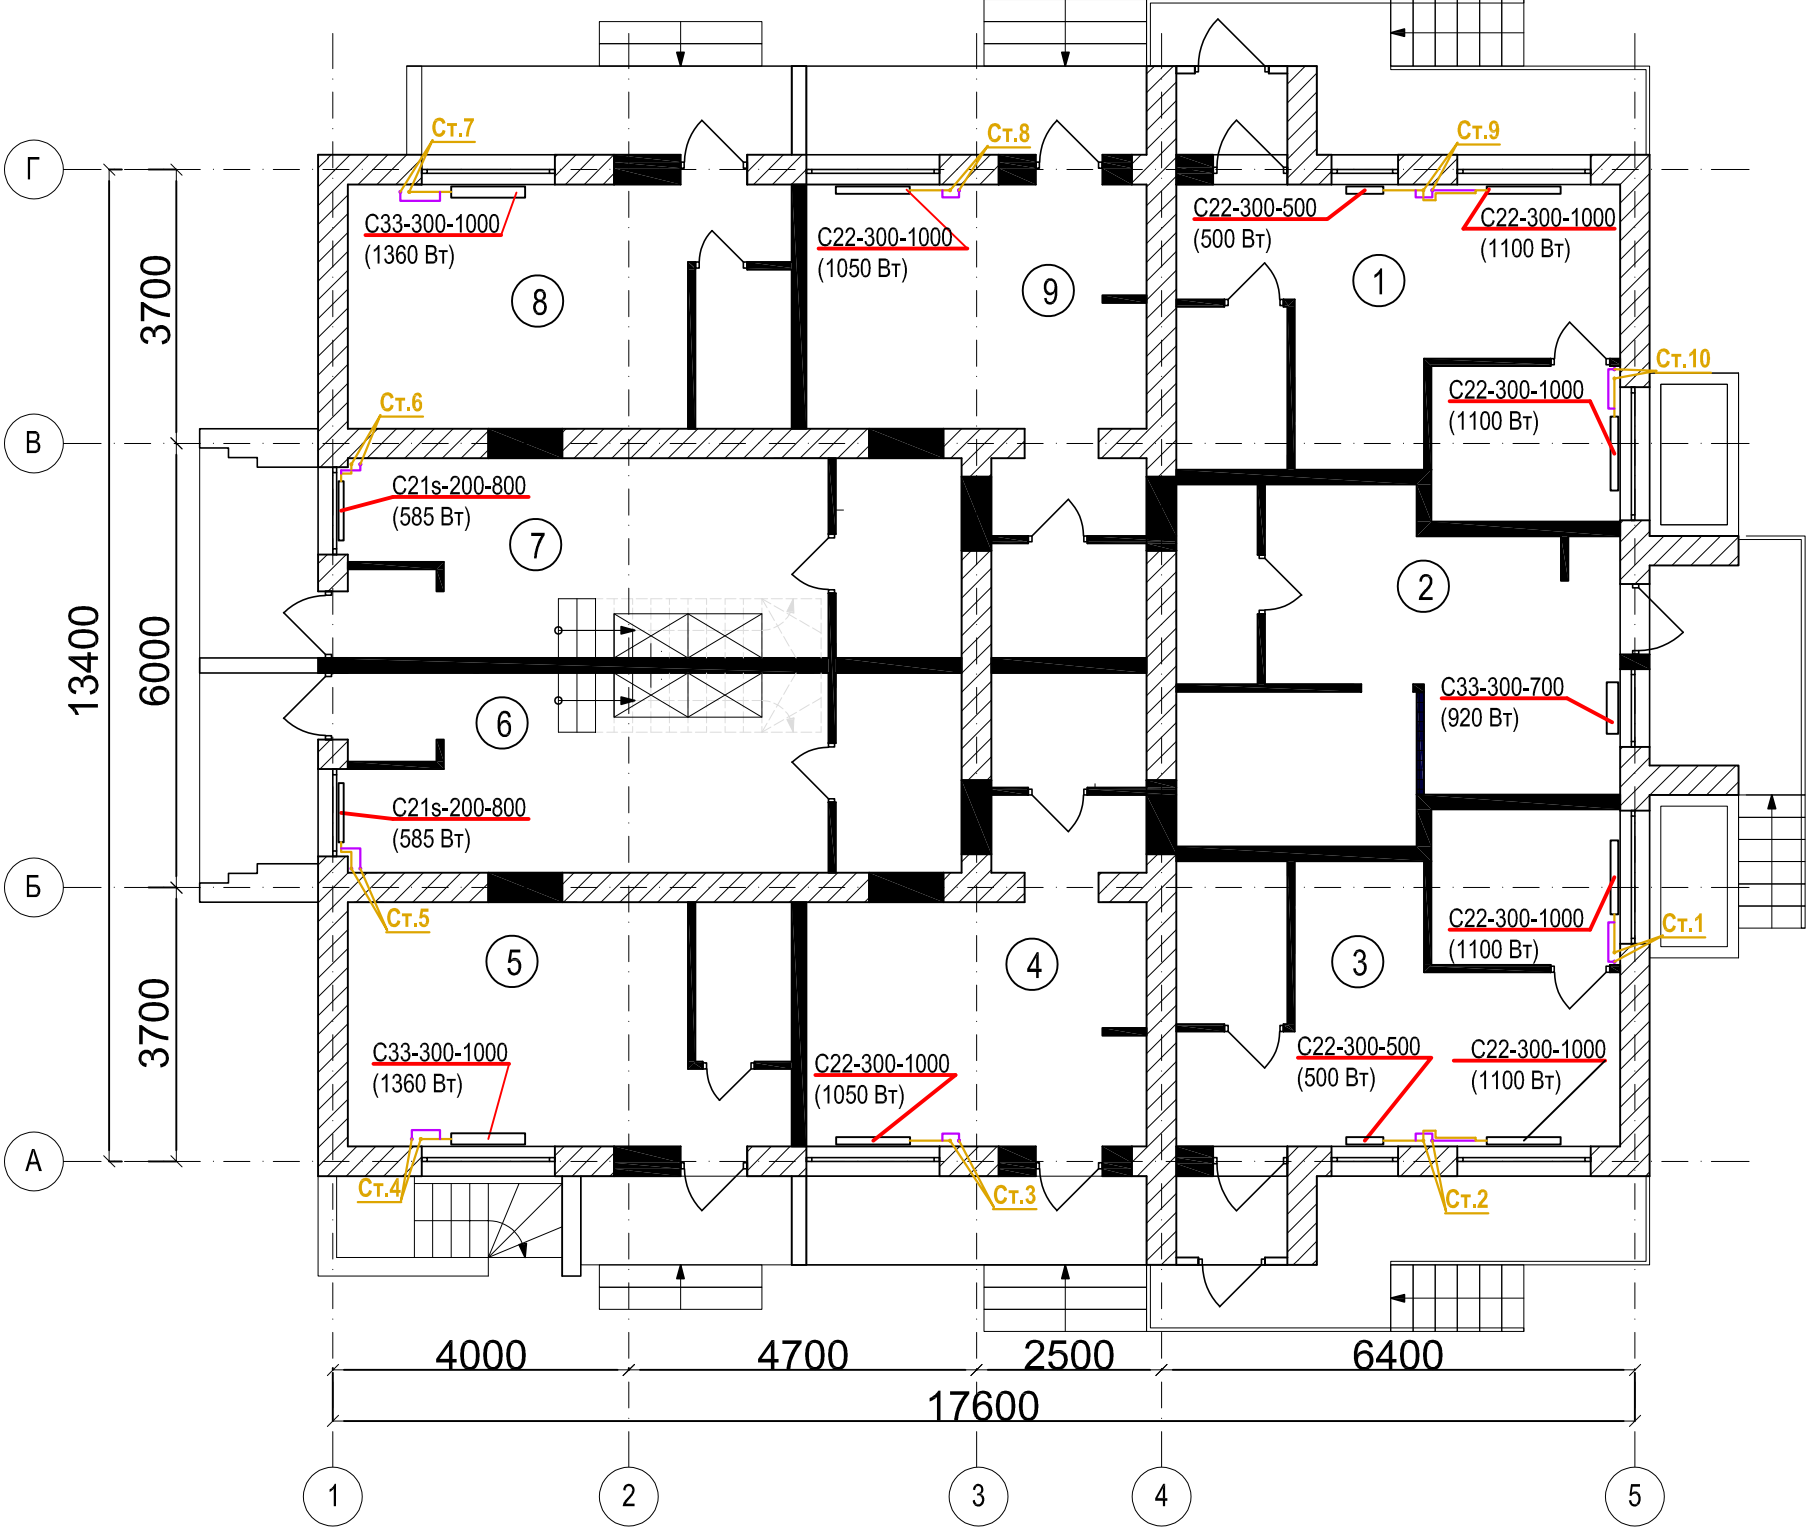 Ст.7
Ст.8
Ст.9
Г
С33-300-1000
(1360 Вт)
С22-300-1000
(1050 Вт)
С22-300-500
(500 Вт)
С22-300-1000
(1100 Вт)
8
9
1
3700
Ст.10
С22-300-1000
(1100 Вт)
Ст.6
В
С21s-200-800
(585 Вт)
7
2
13400
6000
6
С33-300-700
(920 Вт)
С21s-200-800
(585 Вт)
Б
Ст.5
С22-300-1000
(1100 Вт)
Ст.1
5
4
3
3700
С33-300-1000
(1360 Вт)
С22-300-1000
(1050 Вт)
С22-300-500
(500 Вт)
С22-300-1000
(1100 Вт)
А
Ст.4
Ст.3
Ст.2
4000
4700
2500
6400
17600
1
2
3
4
5